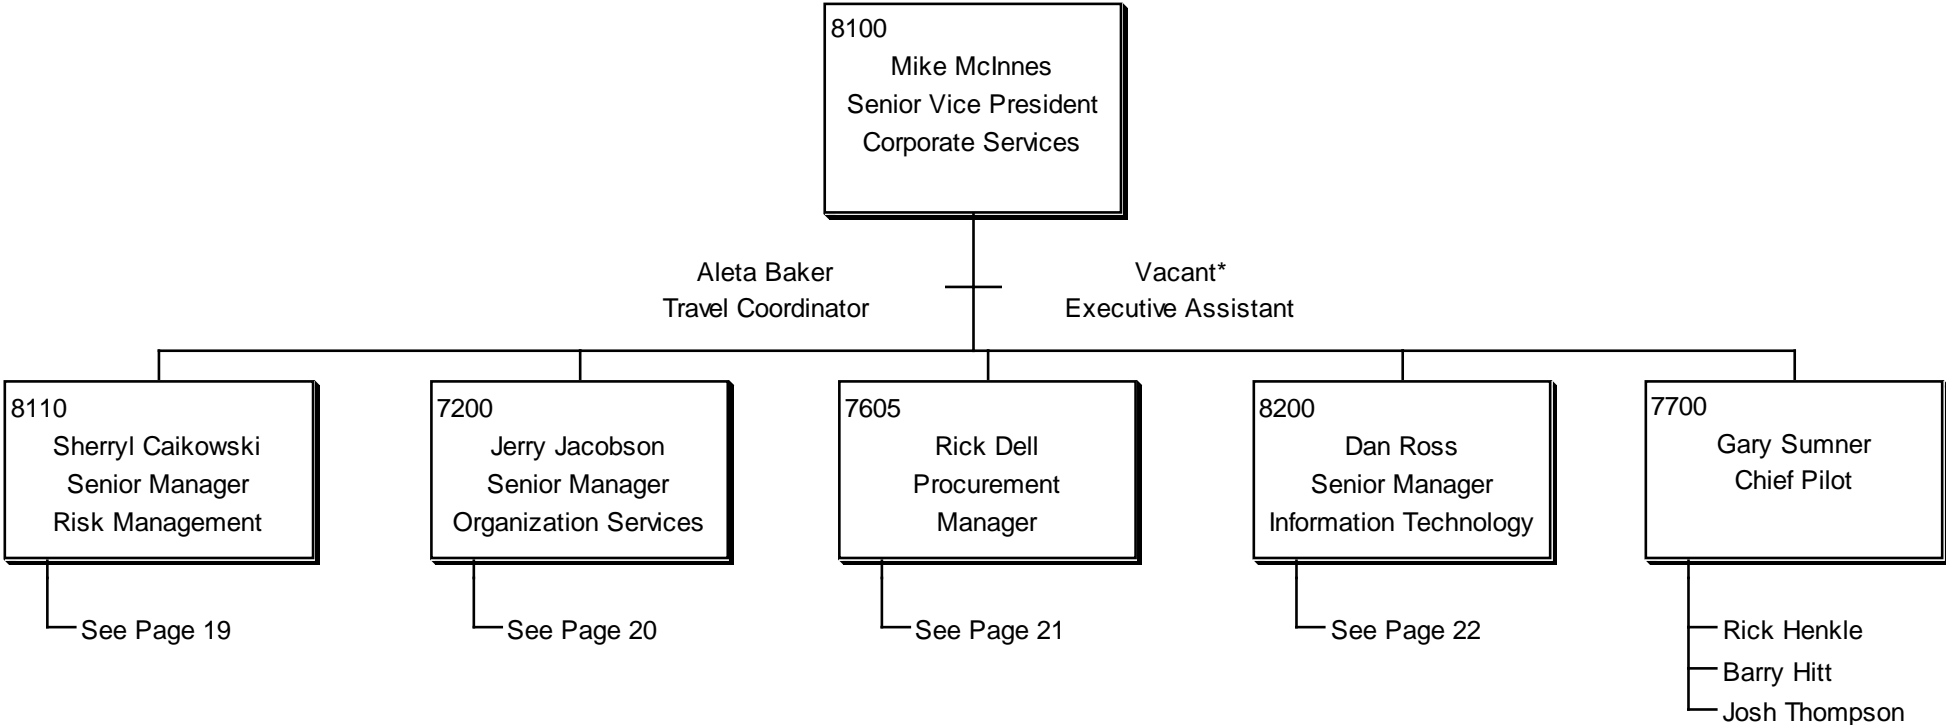 8100
Mike McInnes
Senior Vice President
Corporate Services
Aleta Baker
Travel Coordinator
Vacant*
Executive Assistant
8110
Sherryl Caikowski
Senior Manager
Risk Management
See Page 19
7200
Jerry Jacobson
Senior Manager
Organization Services
See Page 20
7605
Rick Dell
Procurement
Manager
See Page 21
8200
Dan Ross
Senior Manager
Information Technology
See Page 22
7700
Gary Sumner
Chief Pilot
Rick Henkle
Barry Hitt
Josh Thompson